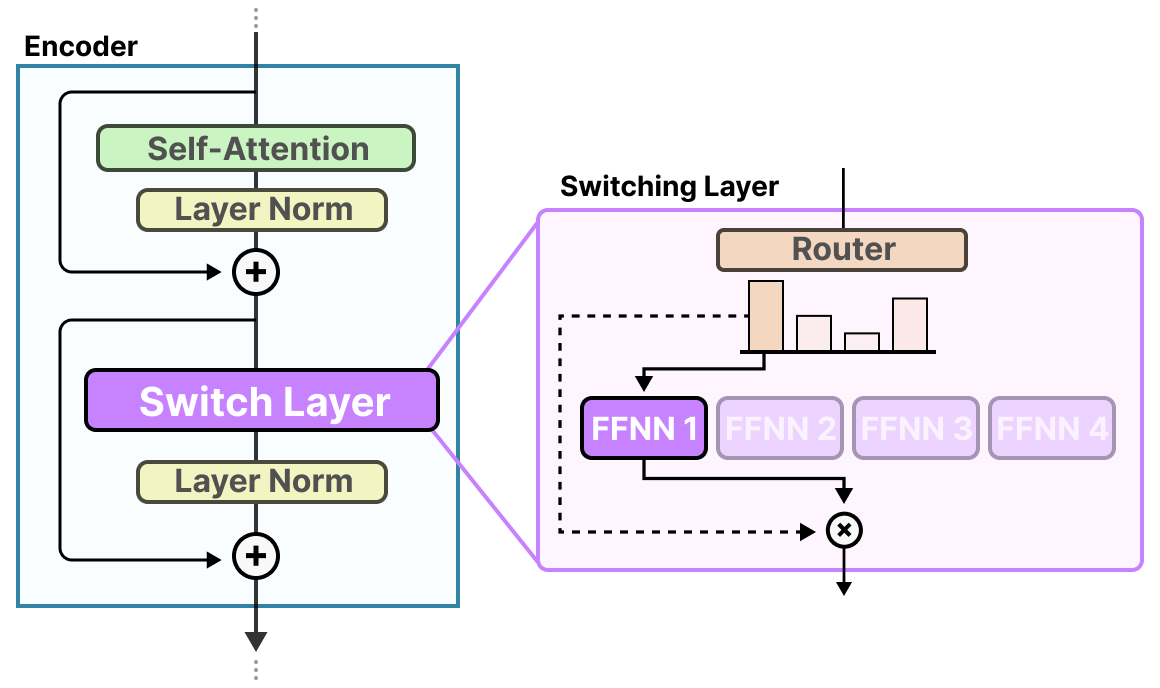 Encoder
Self-Attention
Layer Norm
Switch Layer
Layer Norm
Switching Layer
Router
FFNN 1
FFNN 2
FFNN 3
FFNN 4